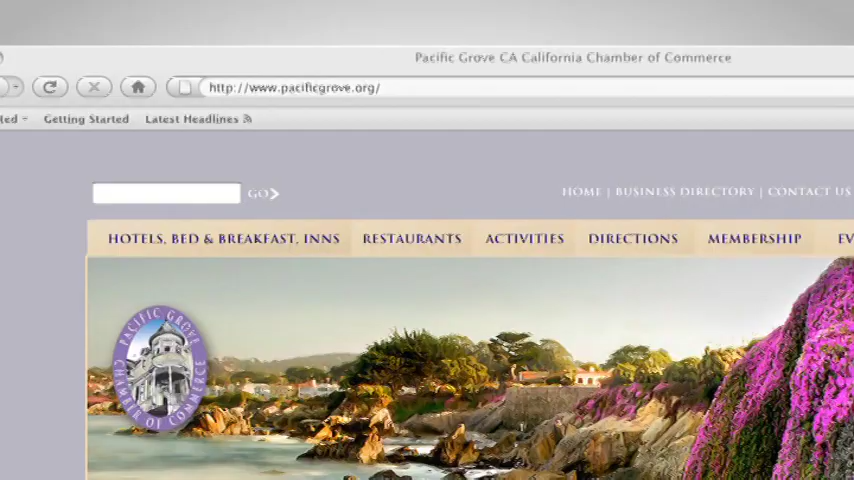 Pacific Grove CA California Chamber of Commerce
http://www.pacificgrove.org/
Getting Started Latest Headlines
GO
HOME | BUSINESS DIRECTORY | CONTACT US
HOTELS, BED & BREAKFAST, INNS RESTAURANTS ACTIVITIES DIRECTIONS MEMBERSHIP
PACIFIC GROVE
CHAMBER OF COMMERCE